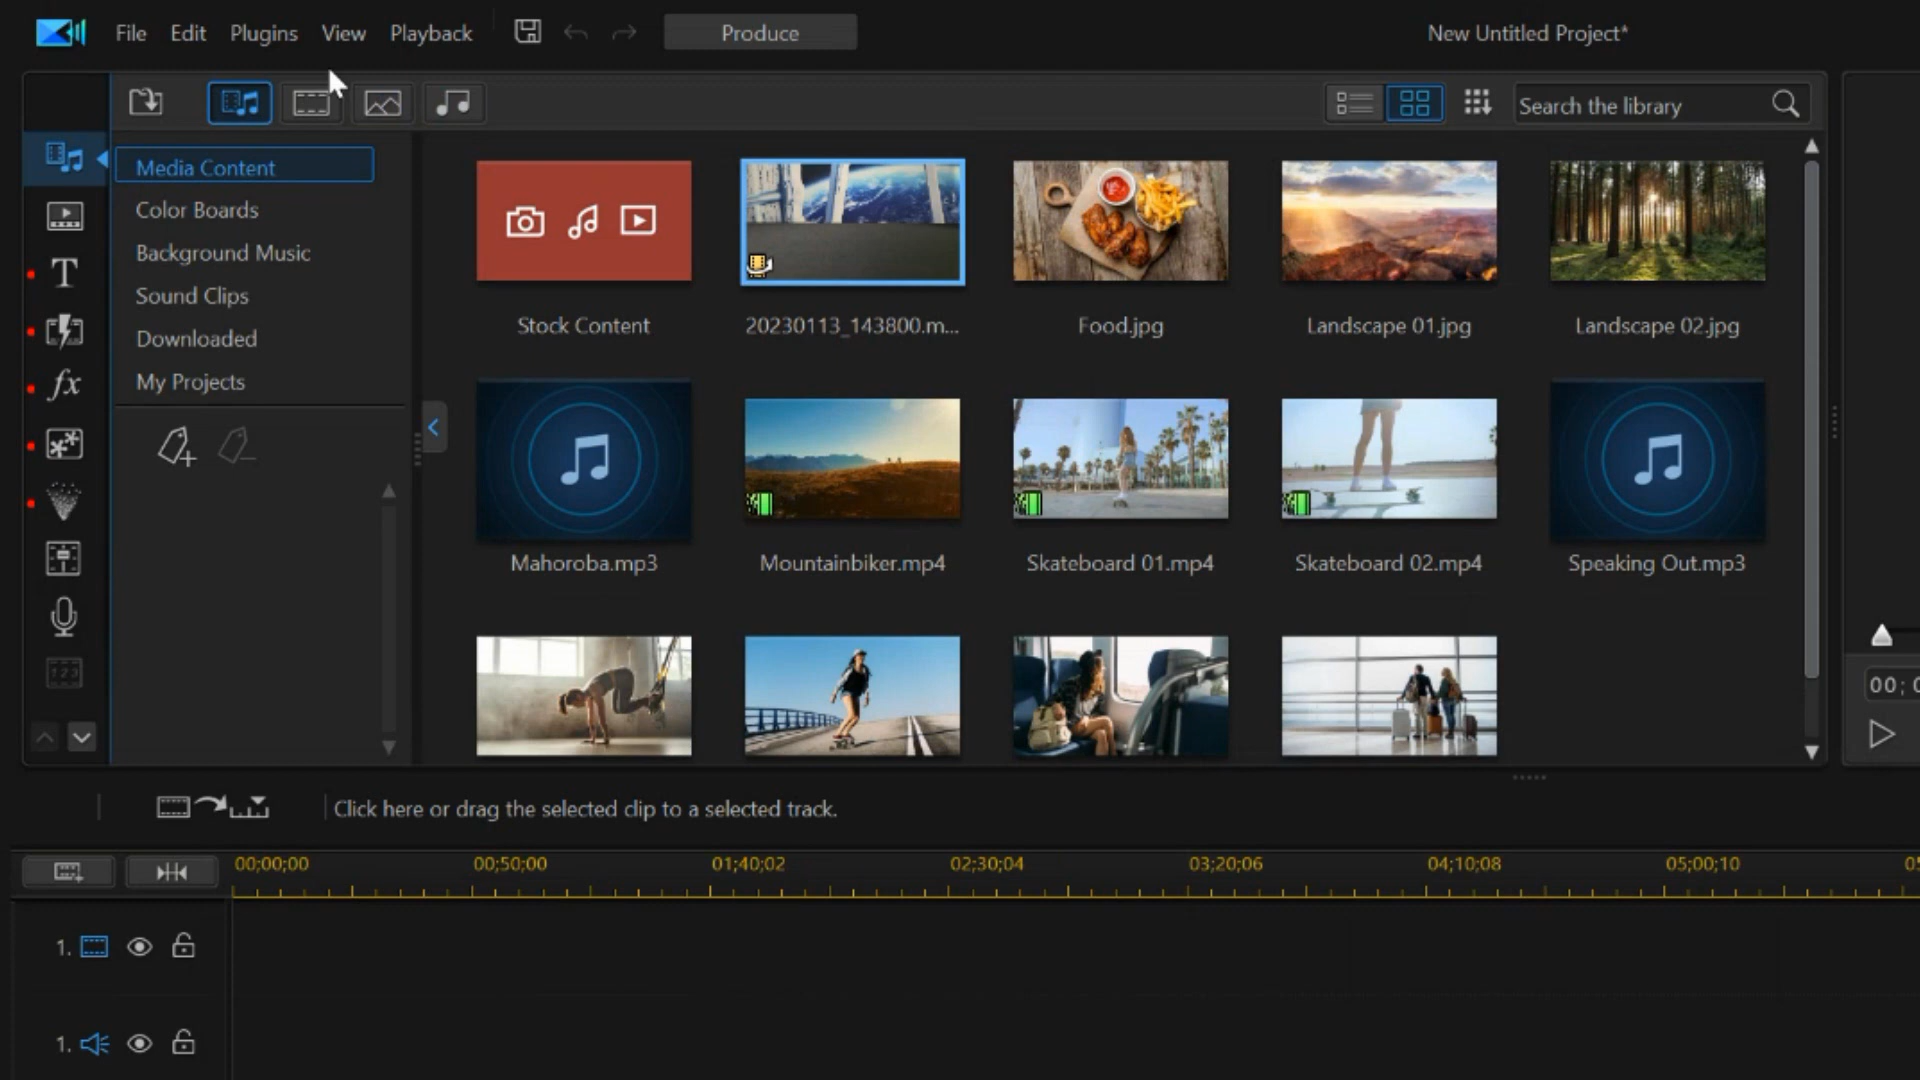 File Edit Plugins View Playback Produce New Untitled Project*
Search the library
Media Content
Color Boards
Background Music
Sound Clips
Downloaded
My Projects
T
fx
123
Stock Content 20230113_143800.m... Food.jpg Landscape 01.jpg Landscape 02.jpg
Mahoroba.mp3 Mountainbiker.mp4 Skateboard 01.mp4 Skateboard 02.mp4 Speaking Out.mp3
Click here or drag the selected clip to a selected track.
00;00;00 00;50;00 01;40;02 02;30;04 03;20;06 04;10;08 05;00;10
1.
1.